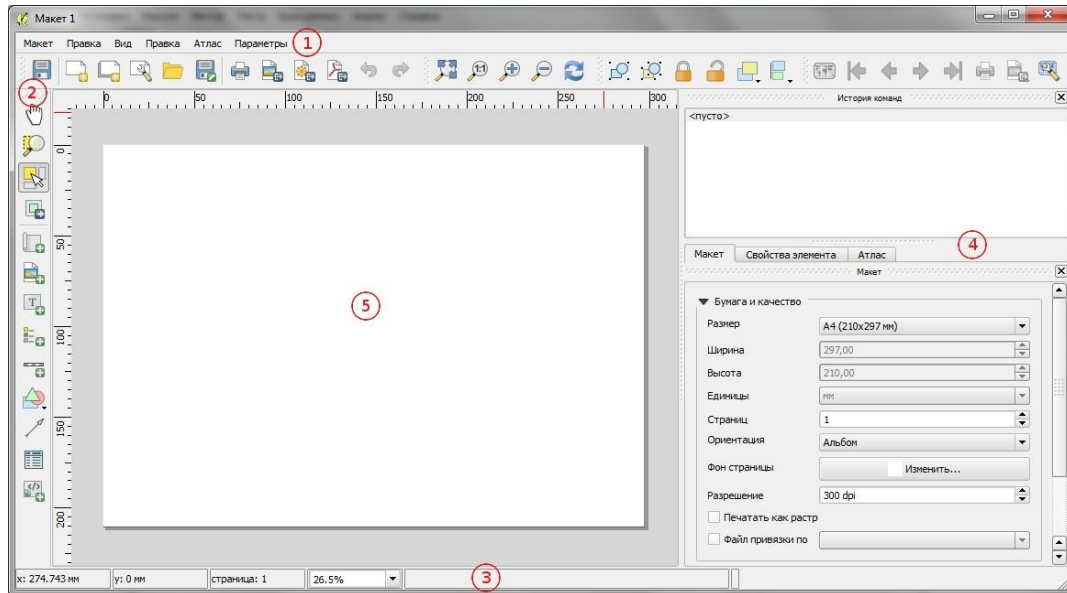 Макет 1
Макет Правка Вид Правка Атлас Параметры 1
1:1
2
0 50 100 150 200 250 300
История команд
<пусто>
0
50
100
150
200
4
Макет Свойства элемента Атлас
Макет
5
Бумага и качество
Размер A4 (210x297 мм)
Ширина 297,00
Высота 210,00
Единицы мм
Страниц 1
Ориентация Альбом
Фон страницы Изменить...
Разрешение 300 dpi
Печатать как растр
Файл привязки по
T
</>
x: 274.743 мм y: 0 мм страница: 1 26.5% 3